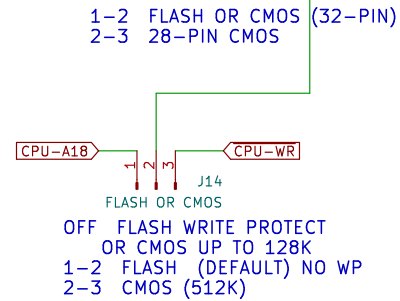 1-2 FLASH OR CMOS (32-PIN)
2-3 28-PIN CMOS
CPU-A18
1
2
3
CPU-WR
J14
FLASH OR CMOS
OFF FLASH WRITE PROTECT
OR CMOS UP TO 128K
1-2 FLASH (DEFAULT) NO WP
2-3 CMOS (512K)